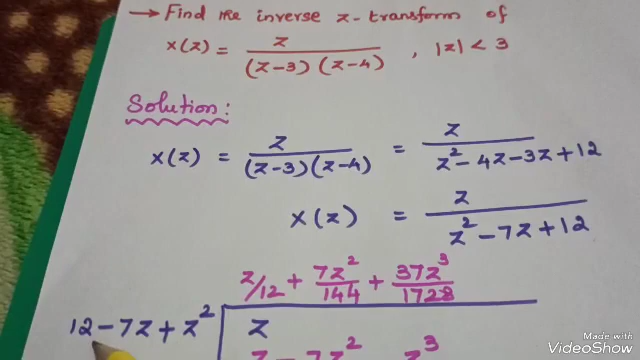 → Find the inverse z-transform of
x(z) = z / (z-3) (z-4) , |z| < 3
Solution:
x(z) = z / (z-3)(z-4) = z / z² - 4z - 3z + 12
x(z) = z / z² - 7z + 12
z/12 + 7z²/144 + 37z³/1728
12 - 7z + z² z
Made with
VideoShow